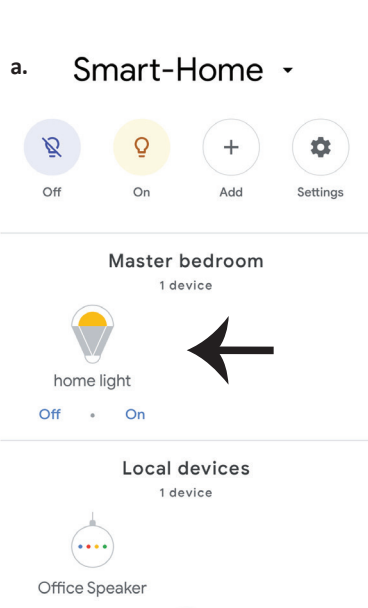 a.
Smart-Home
Off On Add Settings
Master bedroom
1 device
home light
Off • On
Local devices
1 device
Office Speaker